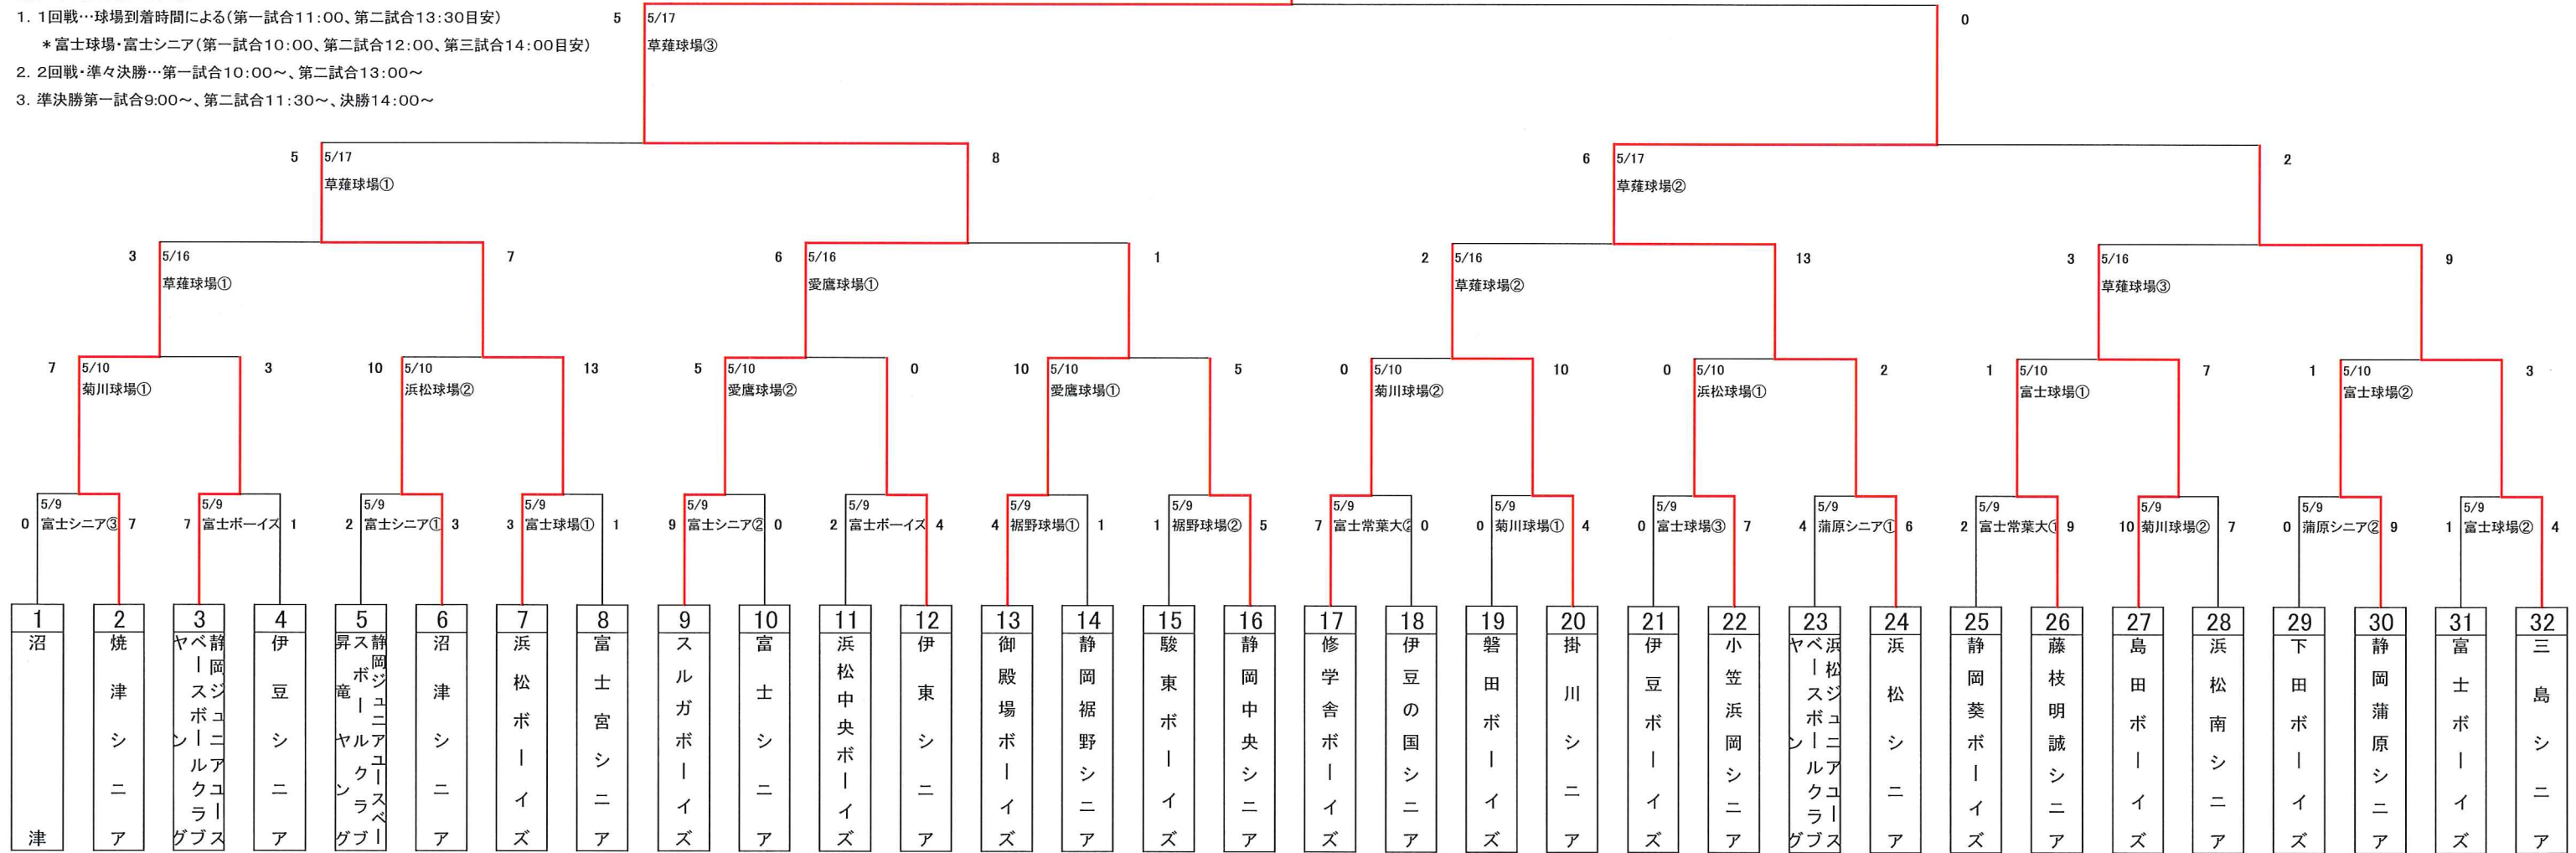 1. 1回戦…球場到着時間による(第一試合11:00、第二試合13:30目安)
＊富士球場・富士シニア(第一試合10:00、第二試合12:00、第三試合14:00目安)
2. 2回戦・準々決勝…第一試合10:00～、第二試合13:00～
3. 準決勝第一試合9:00～、第二試合11:30～、決勝14:00～
5 5/17 0
草薙球場③
5 5/17 8 6 5/17 2
草薙球場① 草薙球場②
3 5/16 7 6 5/16 1 2 5/16 13 3 5/16 9
草薙球場① 愛鷹球場① 草薙球場② 草薙球場③
7 5/10 3 10 5/10 13 5 5/10 0 10 5/10 5 0 5/10 10 0 5/10 2 1 5/10 7 1 5/10 3
菊川球場① 浜松球場② 愛鷹球場② 愛鷹球場① 菊川球場② 浜松球場① 富士球場① 富士球場②
5/9 5/9 5/9 5/9 5/9 5/9 5/9 5/9 5/9 5/9 5/9 5/9 5/9 5/9 5/9 5/9
0 富士シニア③ 7 7 富士ボーイズ 1 2 富士シニア① 3 3 富士球場① 1 9 富士シニア② 0 2 富士ボーイズ 4 4 裾野球場① 1 1 裾野球場② 5 7 富士常葉大② 0 0 菊川球場① 4 0 富士球場③ 7 4 蒲原シニア① 6 2 富士常葉大① 9 10 菊川球場② 7 0 蒲原シニア② 9 1 富士球場② 4
1 2 3 4 5 6 7 8 9 10 11 12 13 14 15 16 17 18 19 20 21 22 23 24 25 26 27 28 29 30 31 32
沼津
焼津シニア
静岡ジュニアユース
ベースボールクラブ
ヤング
伊豆シニア
静岡ジュニアユースベー
スボールクラブ
昇竜ヤング
沼津シニア
浜松ボーイズ
富士宮シニア
スルガボーイズ
富士シニア
浜松中央ボーイズ
伊東シニア
御殿場ボーイズ
静岡裾野シニア
駿東ボーイズ
静岡中央シニア
修学舎ボーイズ
伊豆の国シニア
磐田ボーイズ
掛川シニア
伊豆ボーイズ
小笠浜岡シニア
浜松ジュニアユース
ベースボールクラブ
ヤング
浜松シニア
静岡葵ボーイズ
藤枝明誠シニア
島田ボーイズ
浜松南シニア
下田ボーイズ
静岡蒲原シニア
富士ボーイズ
三島シニア